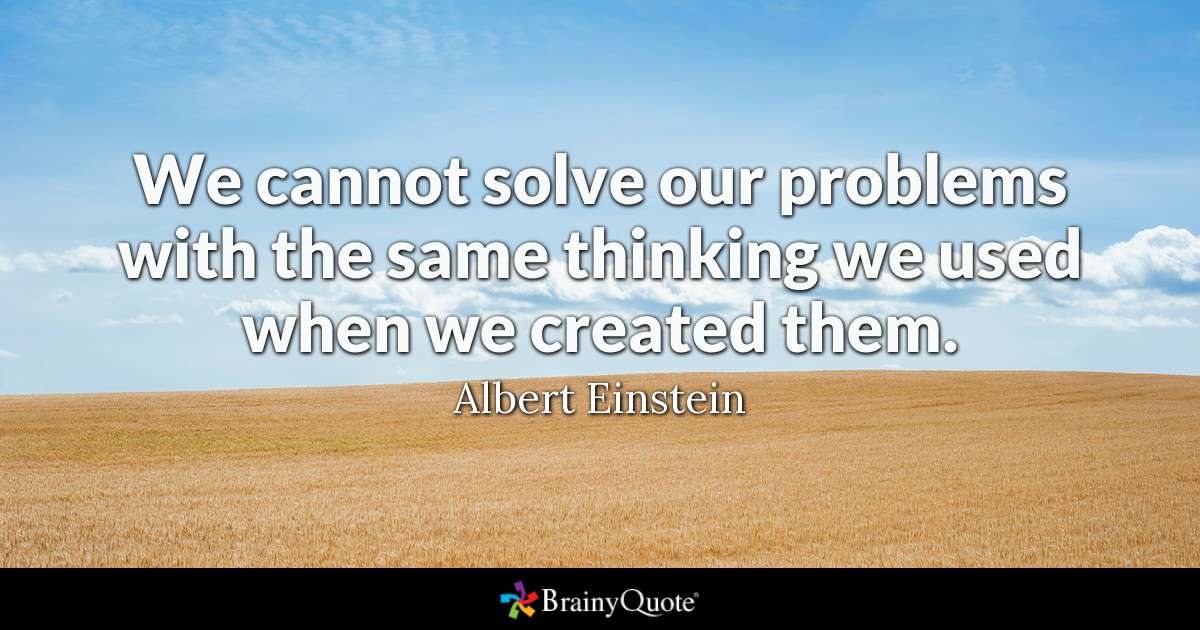 We cannot solve our problems
with the same thinking we used
when we created them.
Albert Einstein
BrainyQuote®